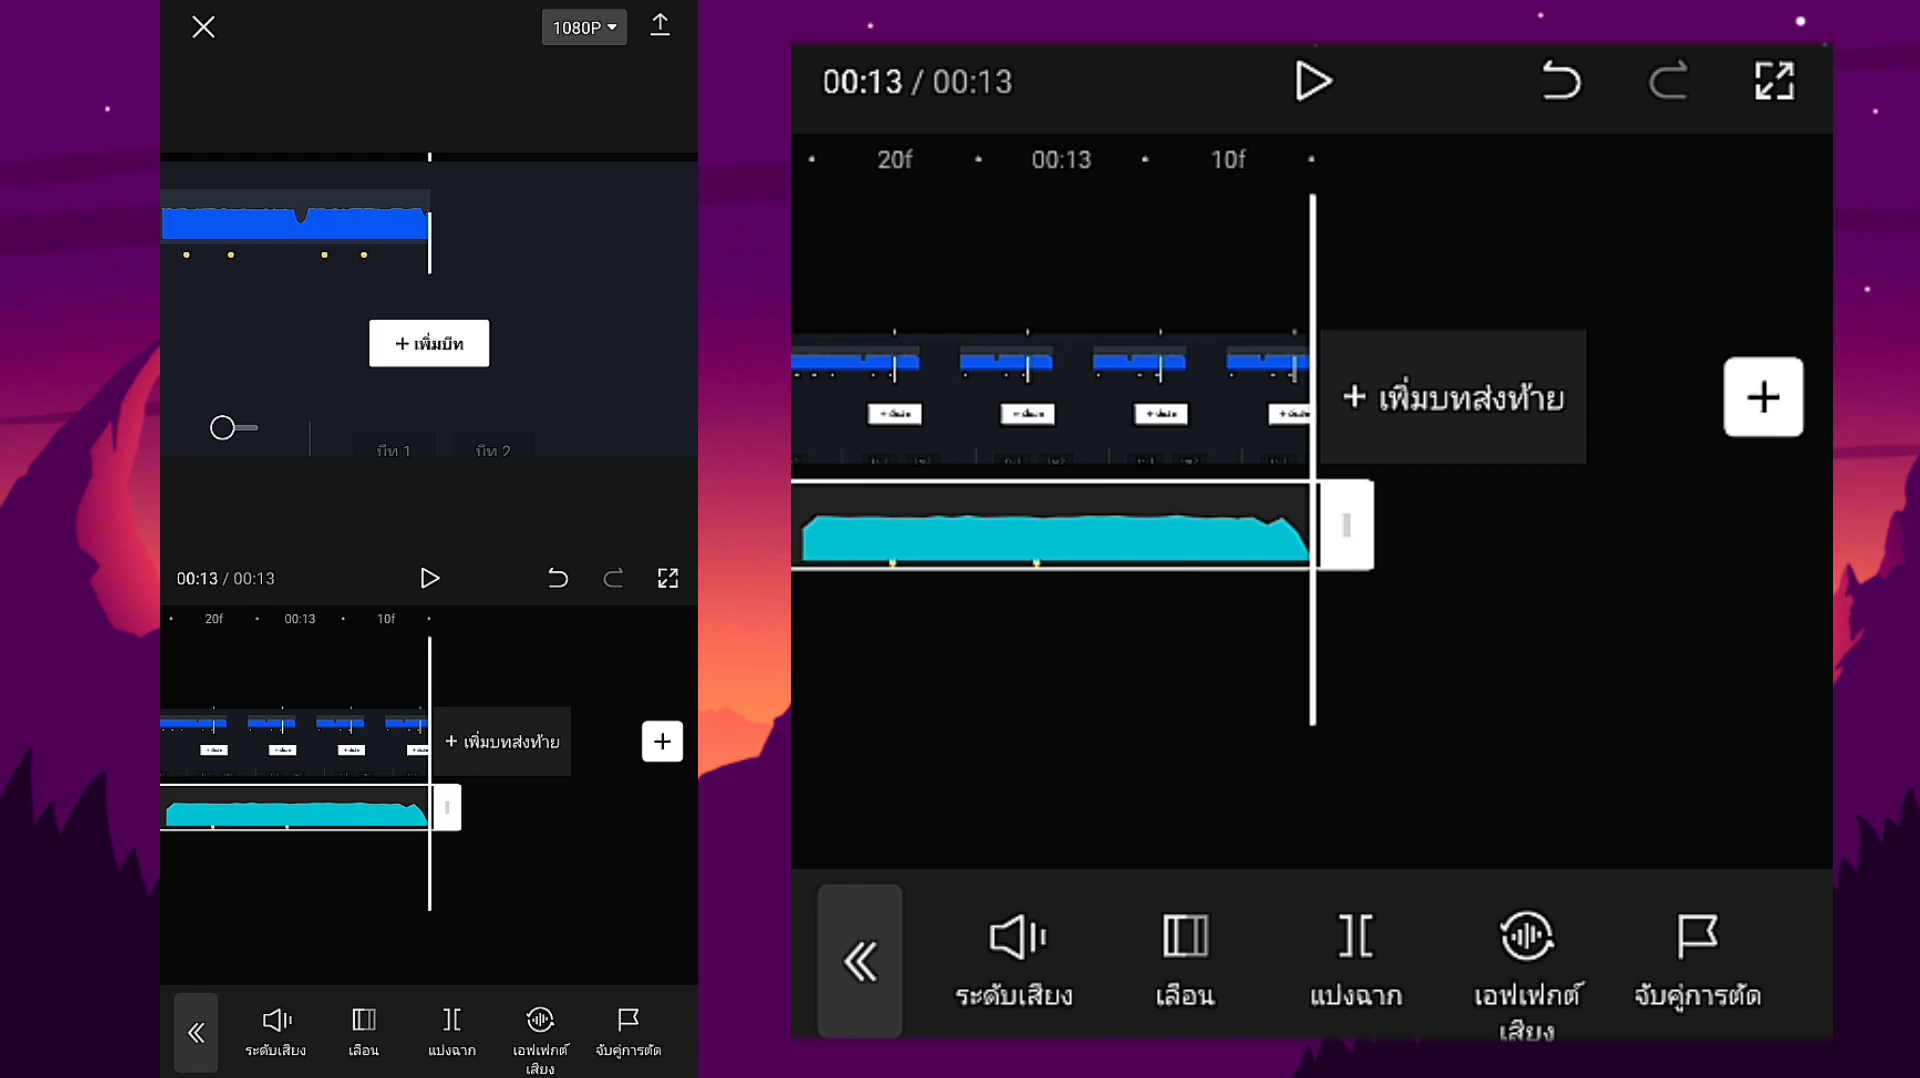 1080P
+ เพิ่มบีท
บีท 1 บีท 2
00:13 / 00:13
20f 00:13 10f
+ เพิ่มบทส่งท้าย
+
ระดับเสียง เลือน แบ่งฉาก เอฟเฟกต์เสียง จับคู่การตัด
00:13 / 00:13
20f 00:13 10f
+ เพิ่มบทส่งท้าย
+
ระดับเสียง เลือน แบ่งฉาก เอฟเฟกต์ จับคู่การตัด
เสียง